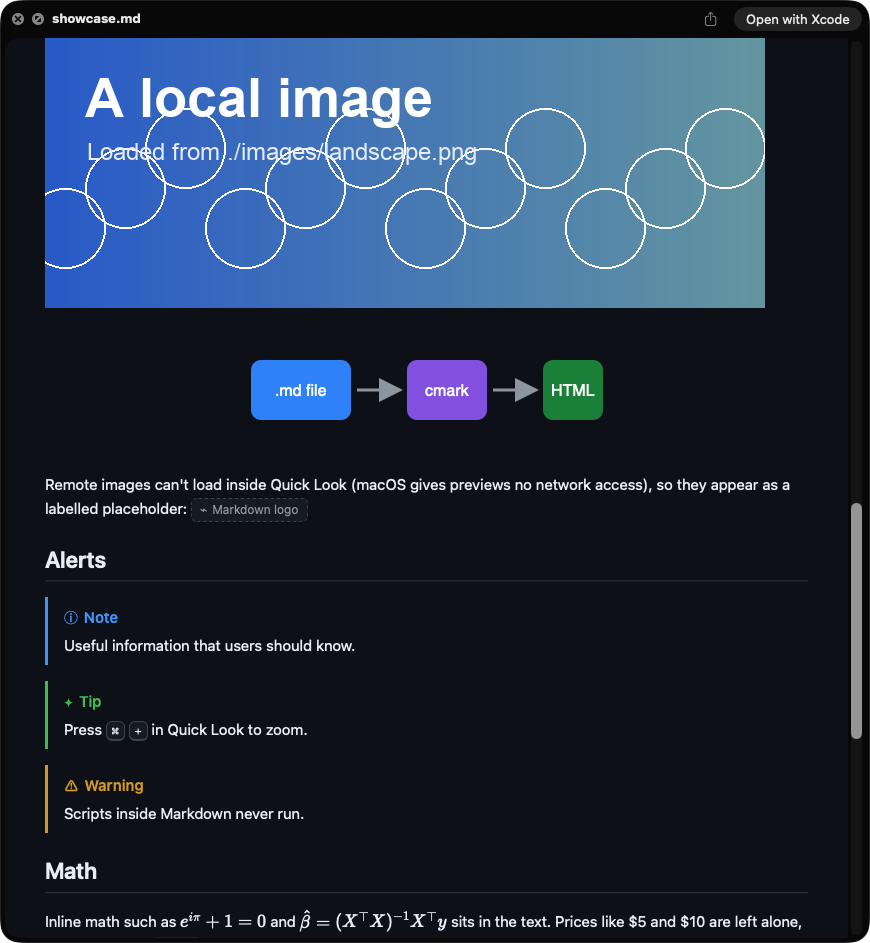 showcase.md
Open with Xcode
A local image
Loaded from ./images/landscape.png
.md file
cmark
HTML
Remote images can't load inside Quick Look (macOS gives previews no network access), so they appear as a
labelled placeholder: ⌁ Markdown logo
Alerts
ⓘ Note
Useful information that users should know.
✦ Tip
Press ⌘ + in Quick Look to zoom.
⚠ Warning
Scripts inside Markdown never run.
Math
Inline math such as e^{iπ} + 1 = 0 and β̂ = (X^⊤X)^{−1}X^⊤y sits in the text. Prices like $5 and $10 are left alone,